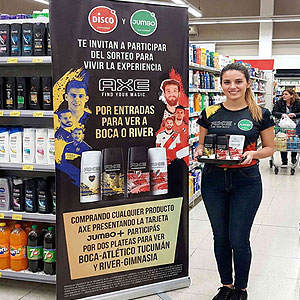 DISCO Y JUMBO
TE INVITAN A PARTICIPAR
DEL SORTEO PARA
VIVIR LA EXPERIENCIA
AXE
FIND YOUR MAGIC
POR ENTRADAS
PARA VER A
BOCA O RIVER
COMPRANDO CUALQUIER PRODUCTO
AXE PRESENTANDO LA TARJETA
JUMBO+ PARTICIPÁS
POR DOS PLATEAS PARA VER
BOCA-ATLÉTICO TUCUMÁN
Y RIVER-GIMNASIA